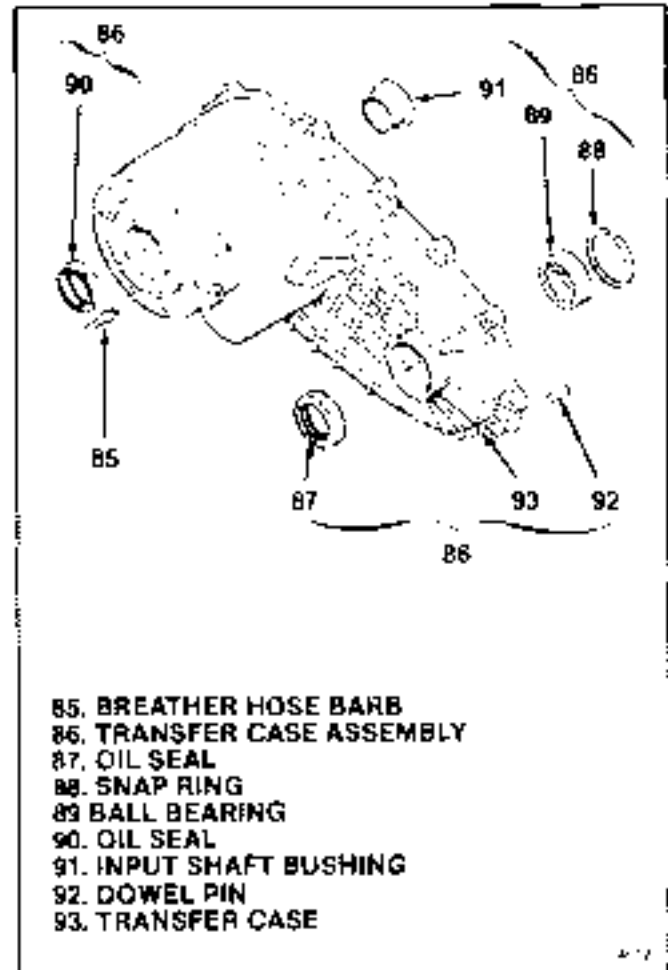 86
90
91
86
89
88
85
87
93
92
86
85. BREATHER HOSE BARB
86. TRANSFER CASE ASSEMBLY
87. OIL SEAL
88. SNAP RING
89 BALL BEARING
90. OIL SEAL
91. INPUT SHAFT BUSHING
92. DOWEL PIN
93. TRANSFER CASE